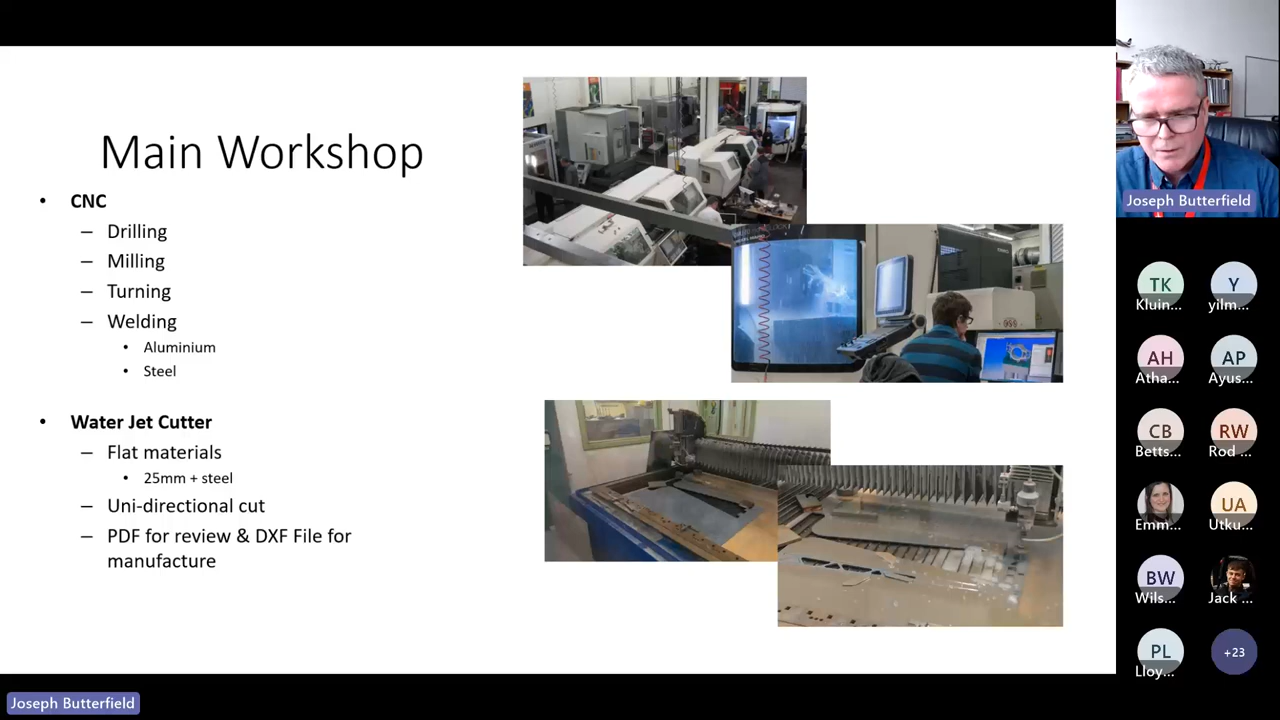 Main Workshop
• CNC
– Drilling
– Milling
– Turning
– Welding
• Aluminium
• Steel
• Water Jet Cutter
– Flat materials
• 25mm + steel
– Uni-directional cut
– PDF for review & DXF File for
manufacture
Joseph Butterfield
TK
Kluin...
Y
yilm...
AH
Atha...
AP
Ayus...
CB
Betts...
RW
Rod ...
Emm...
UA
Utku...
BW
Wils...
Jack ...
PL
Lloy...
+23
Joseph Butterfield